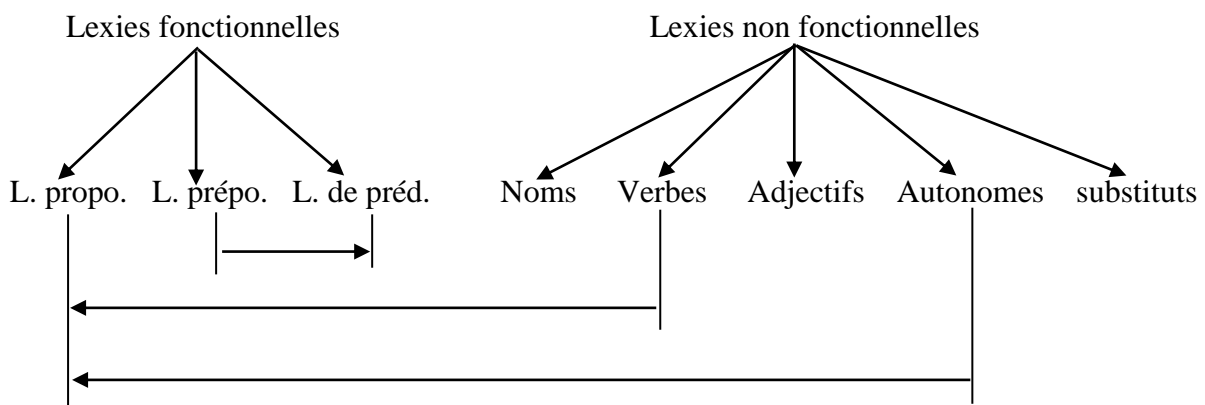 Lexies fonctionnelles Lexies non fonctionnelles
L. propo. L. prépo. L. de préd. Noms Verbes Adjectifs Autonomes substituts